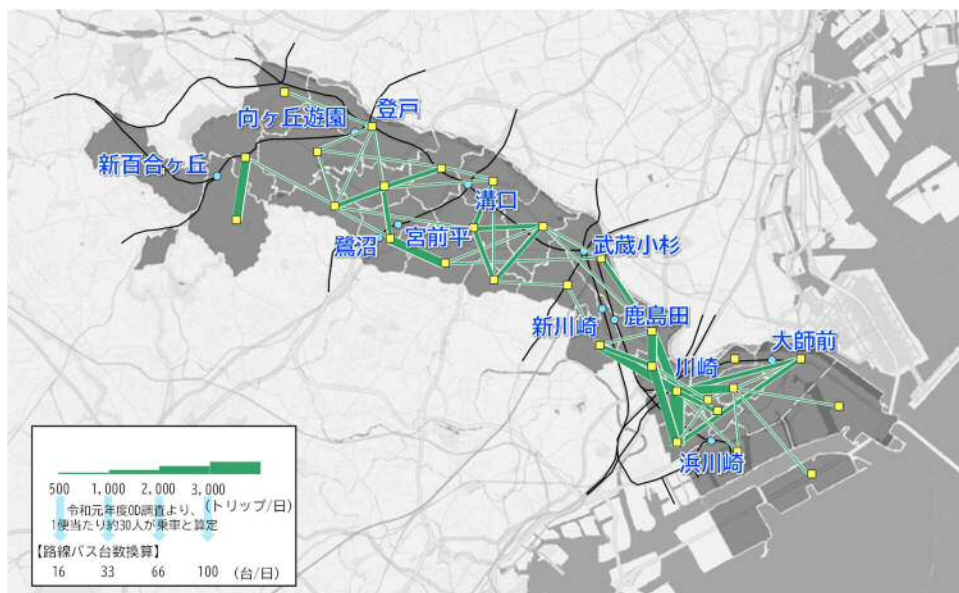 登戸
向ヶ丘遊園
新百合ヶ丘
溝口
宮前平
鷺沼
武蔵小杉
鹿島田
新川崎
大師前
川崎
浜川崎
500 1,000 2,000 3,000 (トリップ/日)
令和元年度OD調査より、
1便当たり約30人が乗車と算定
【路線バス台数換算】
16 33 66 100 (台/日)